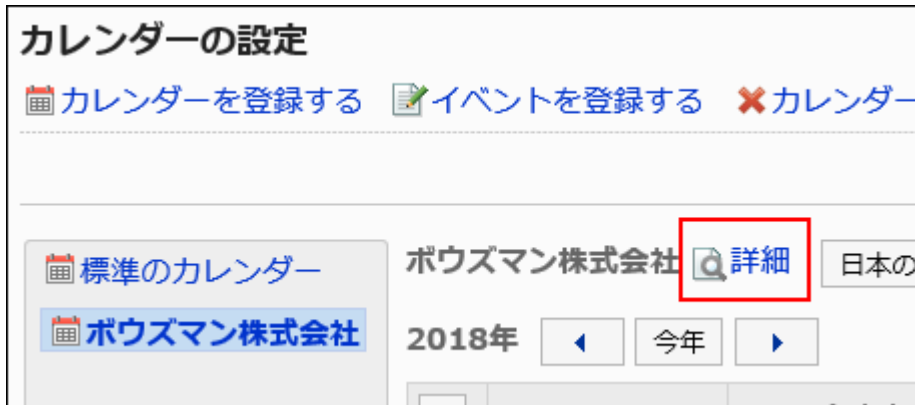 カレンダーの設定
カレンダーを登録する イベントを登録する カレンダー
標準のカレンダー
ボウズマン株式会社
ボウズマン株式会社 詳細 日本の
2018年 今年